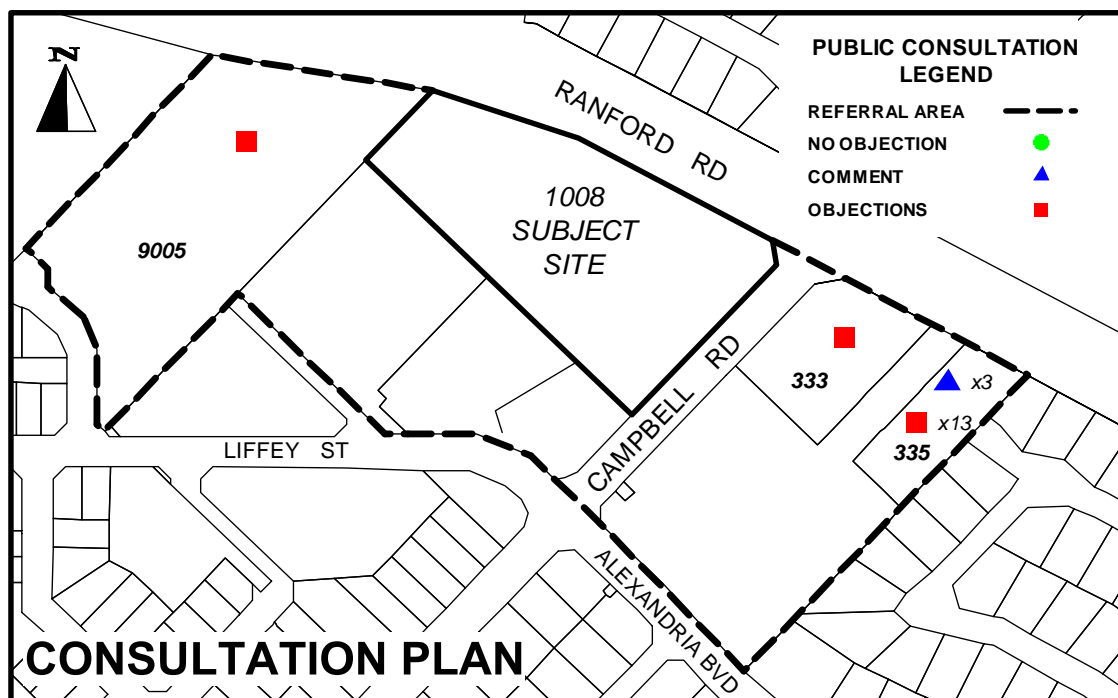 N
PUBLIC CONSULTATION
LEGEND
REFERRAL AREA
NO OBJECTION
COMMENT
OBJECTIONS
RANFORD RD
1008
SUBJECT
SITE
9005
CAMPBELL RD
333
x3
x13
335
LIFFEY ST
ALEXANDRIA BVD
CONSULTATION PLAN